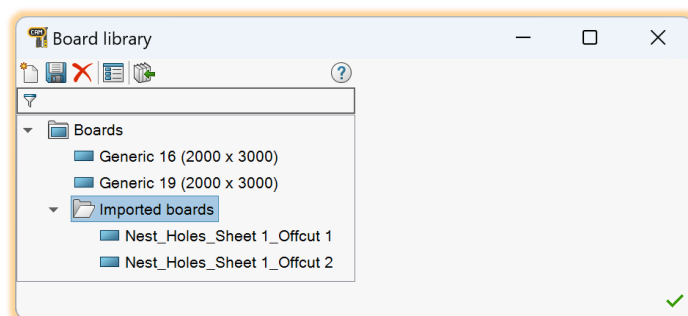 CAM
Board library
?
Boards
Generic 16 (2000 x 3000)
Generic 19 (2000 x 3000)
Imported boards
Nest_Holes_Sheet 1_Offcut 1
Nest_Holes_Sheet 1_Offcut 2